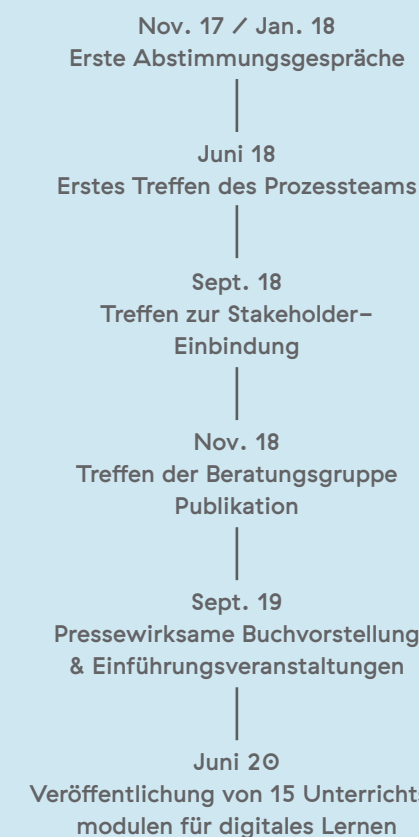 Nov. 17 / Jan. 18
Erste Abstimmungsgespräche
Juni 18
Erstes Treffen des Prozessteams
Sept. 18
Treffen zur Stakeholder-
Einbindung
Nov. 18
Treffen der Beratungsgruppe
Publikation
Sept. 19
Pressewirksame Buchvorstellung
& Einführungsveranstaltungen
Juni 20
Veröffentlichung von 15 Unterrichts-
modulen für digitales Lernen